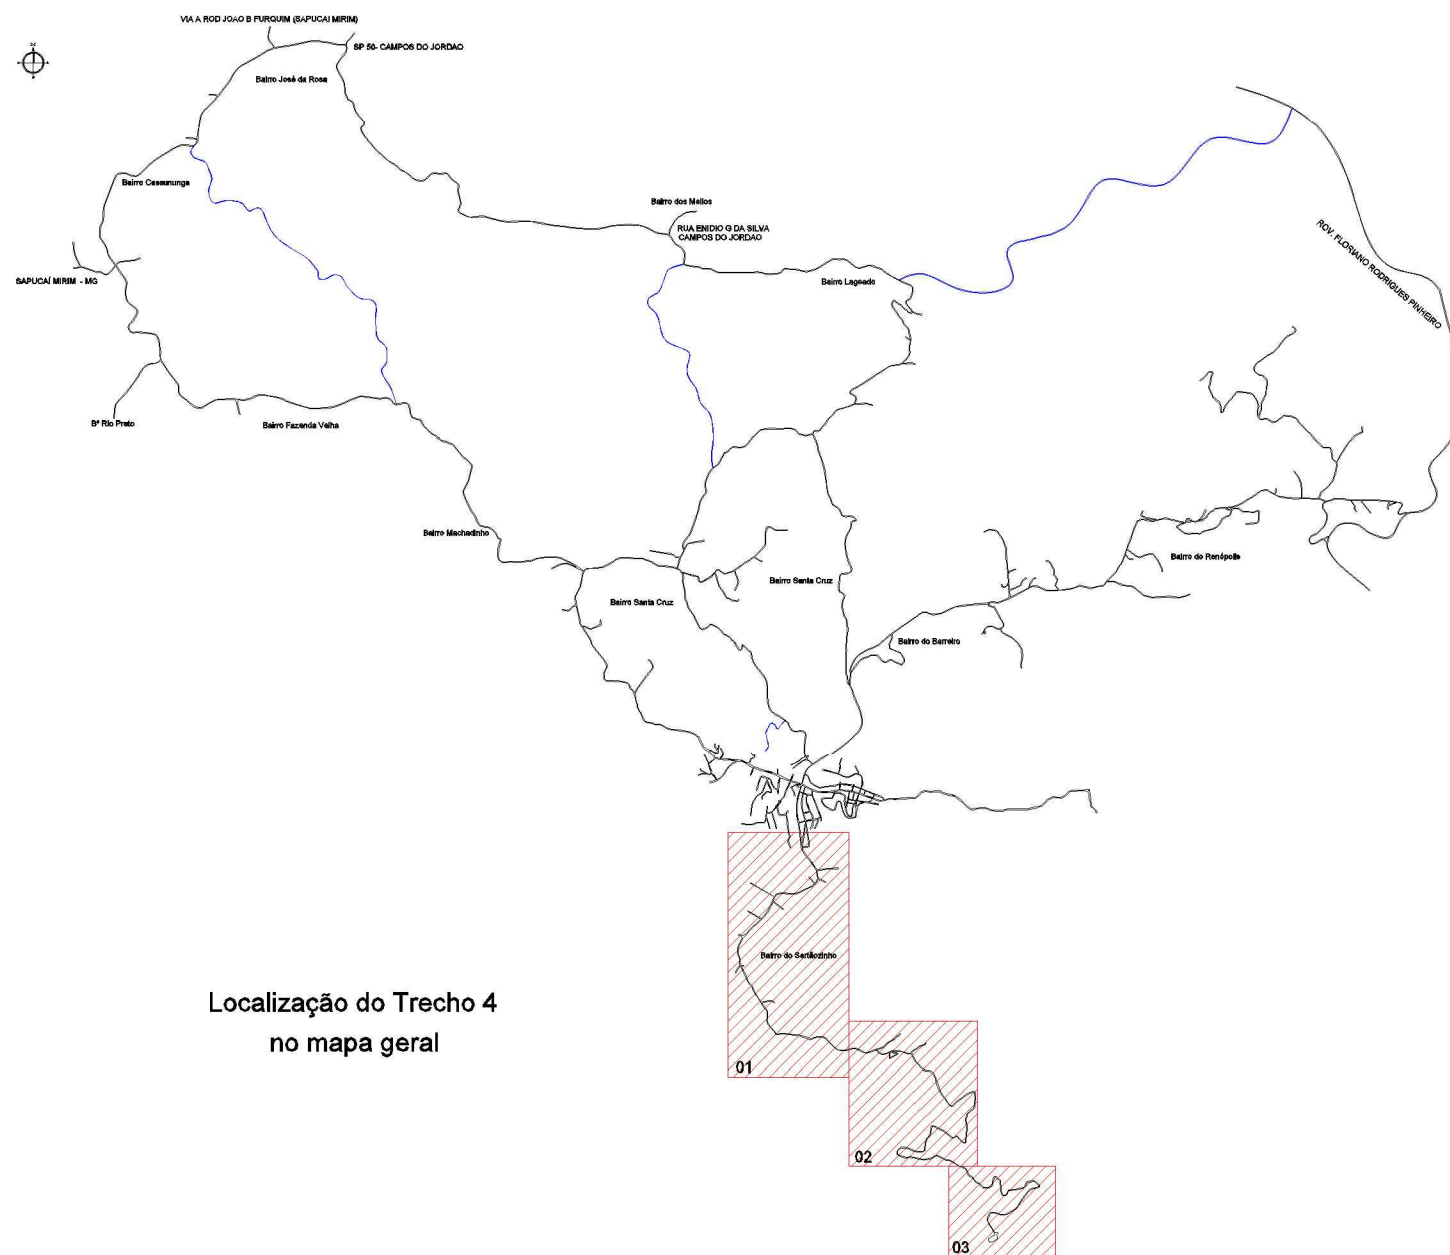 VIA A ROD JOAO B FURQUIM (SAPUCAI MIRIM)
SP 50- CAMPOS DO JORDAO
Bairro José da Rosa
Bairro Cassununga
Bairro dos Mellos
RUA ENIDIO G DA SILVA
CAMPOS DO JORDAO
ROV. FLORIANO RODRIGUES PINHEIRO
SAPUCAÍ MIRIM - MG
Bairro Lageado
Bº Rio Preto
Bairro Fazenda Velha
Bairro Machadinho
Bairro do Renópolis
Bairro Santa Cruz
Bairro Santa Cruz
Bairro do Barreiro
Bairro do Sertãozinho
Localização do Trecho 4
no mapa geral
01
02
03